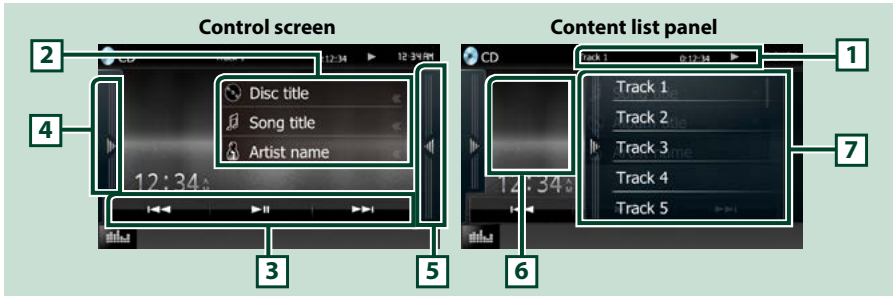 Control screen
Content list panel
2
CD
:12:34
12:34 AM
Disc title
Song title
Artist name
12:34
4
3
5
CD
Track 1
0:12:34
1
Track 1
Track 2
Track 3
Track 4
Track 5
12:34
6
7